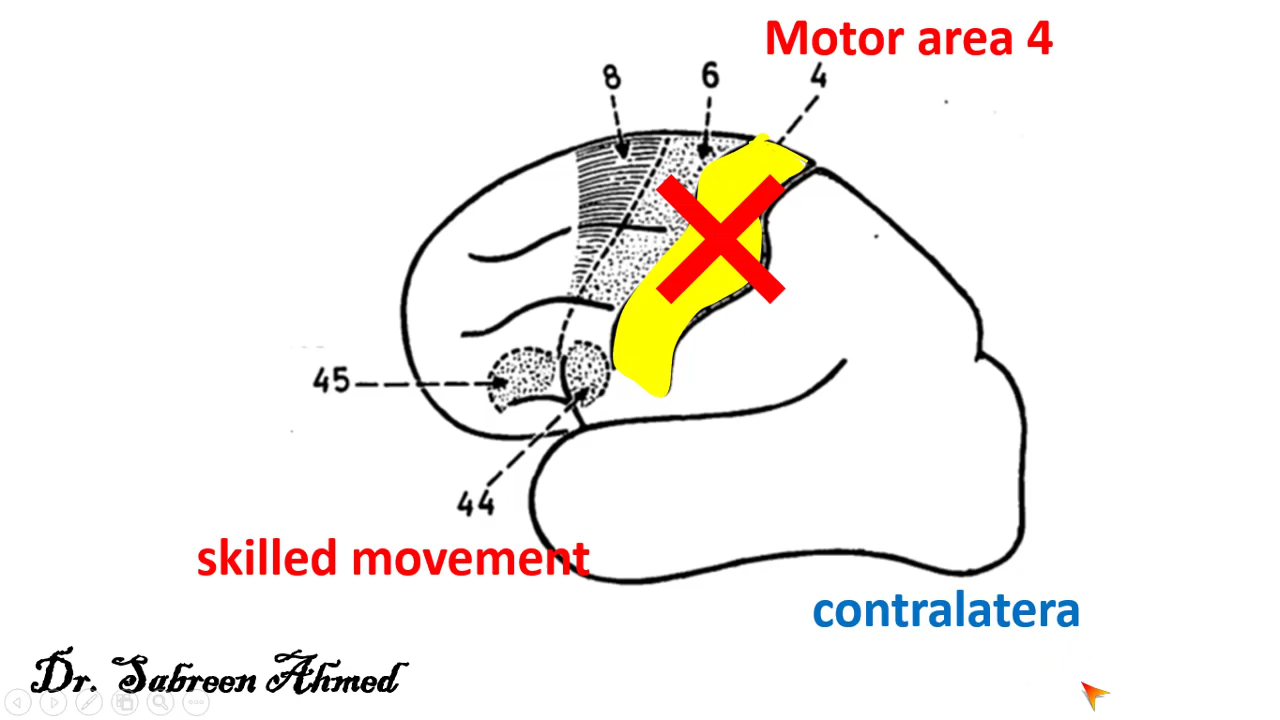 Motor area 4
8
6
4
45
44
skilled movement
contralatera
Dr. Sabreen Ahmed